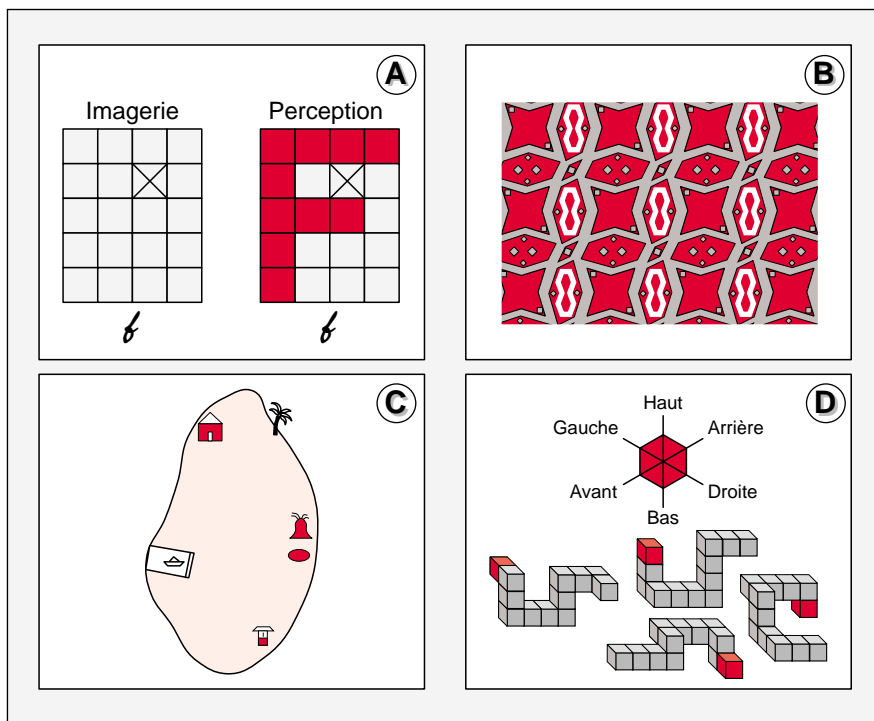 A
Imagerie
Perception
f
f
B
C
D
Haut
Gauche
Arrière
Avant
Droite
Bas